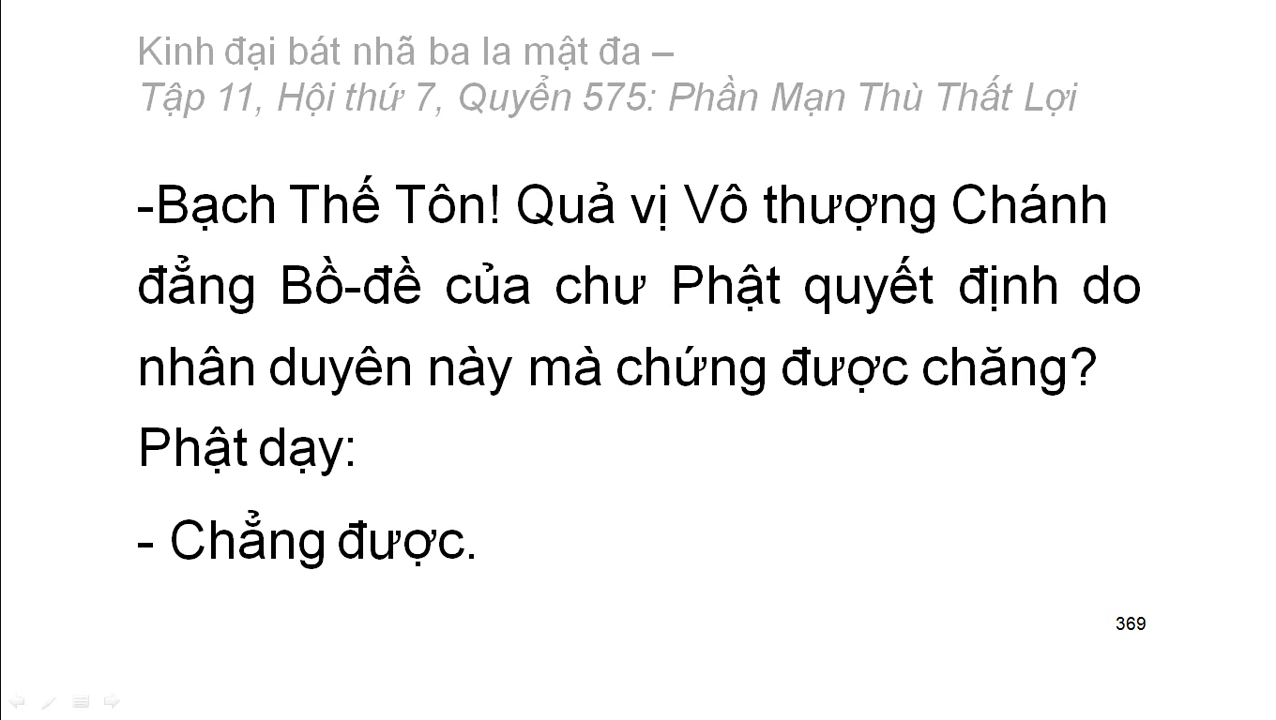 Kinh đại bát nhã ba la mật đa –
Tập 11, Hội thứ 7, Quyển 575: Phần Mạn Thù Thất Lợi
-Bạch Thế Tôn! Quả vị Vô thượng Chánh
đẳng Bồ-đề của chư Phật quyết định do
nhân duyên này mà chứng được chăng?
Phật dạy:
- Chẳng được.
369